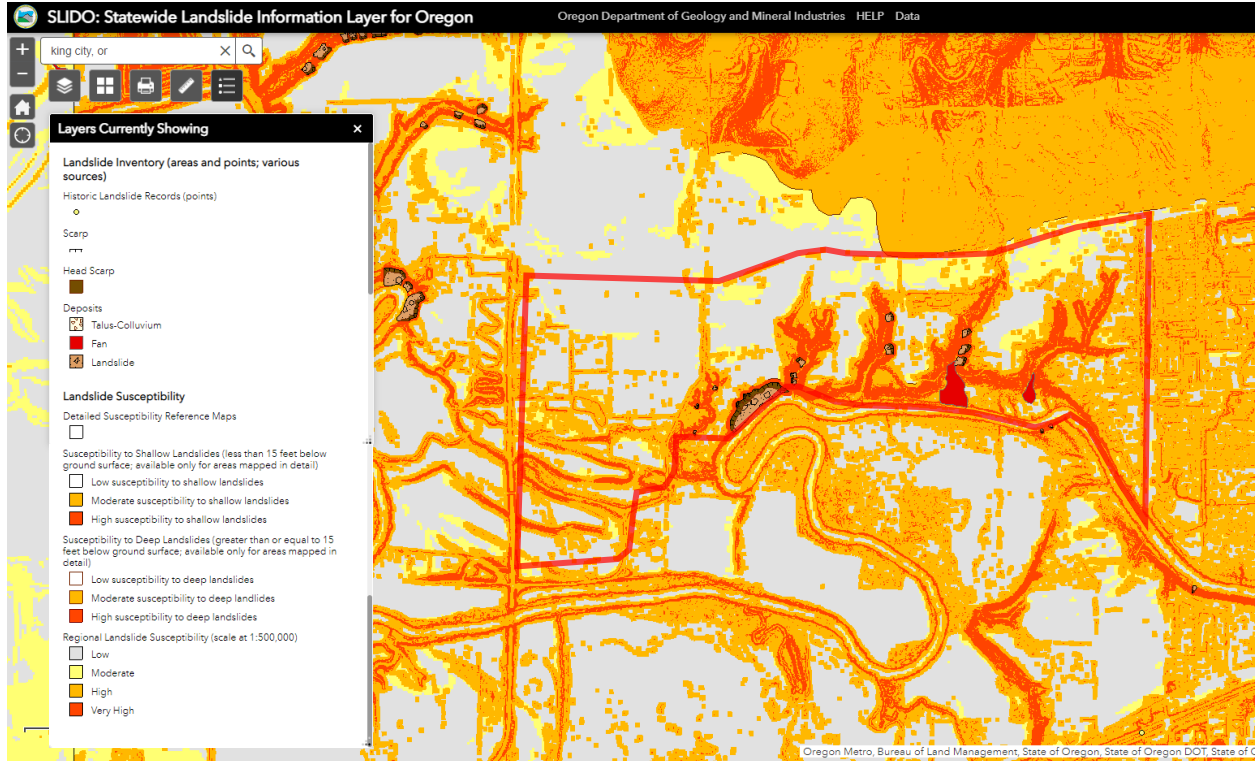 SLIDO: Statewide Landslide Information Layer for Oregon
Oregon Department of Geology and Mineral Industries HELP Data
+
king city, or
−
Layers Currently Showing
Landslide Inventory (areas and points; various
sources)
Historic Landslide Records (points)
Scarp
Head Scarp
Deposits
Talus-Colluvium
Fan
Landslide
Landslide Susceptibility
Detailed Susceptibility Reference Maps
Susceptibility to Shallow Landslides (less than 15 feet below
ground surface; available only for areas mapped in detail)
Low susceptibility to shallow landslides
Moderate susceptibility to shallow landslides
High susceptibility to shallow landslides
Susceptibility to Deep Landslides (greater than or equal to 15
feet below ground surface; available only for areas mapped in
detail)
Low susceptibility to deep landslides
Moderate susceptibility to deep landlides
High susceptibility to deep landslides
Regional Landslide Susceptibility (scale at 1:500,000)
Low
Moderate
High
Very High
Oregon Metro, Bureau of Land Management, State of Oregon, State of Oregon DOT, State of O